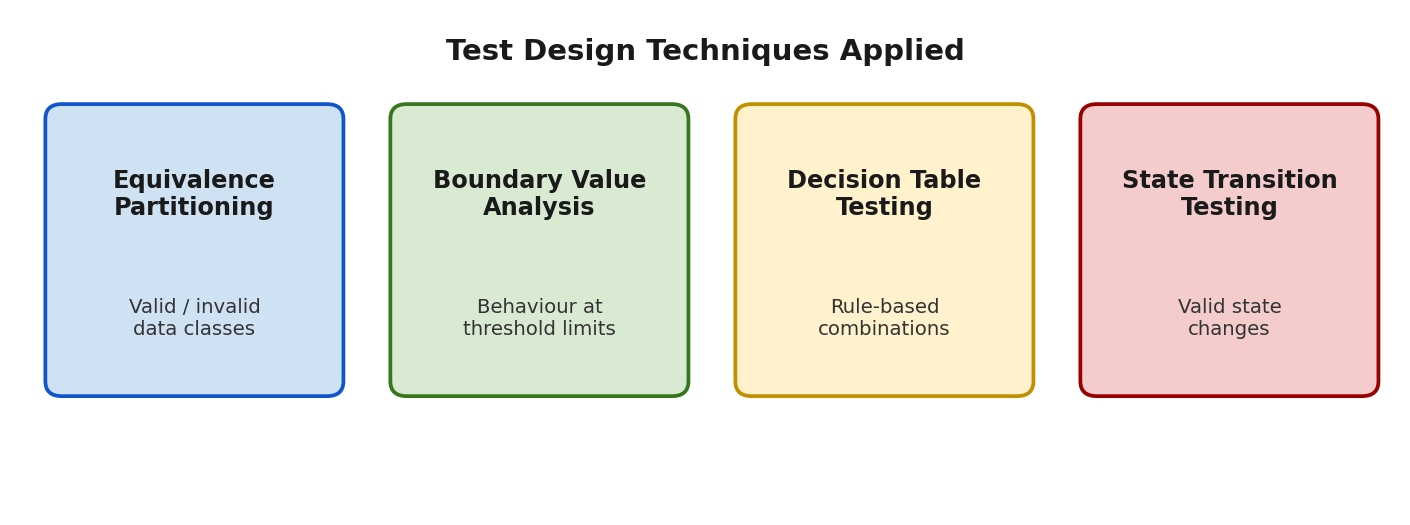 Test Design Techniques Applied
Equivalence
Partitioning
Valid / invalid
data classes
Boundary Value
Analysis
Behaviour at
threshold limits
Decision Table
Testing
Rule-based
combinations
State Transition
Testing
Valid state
changes